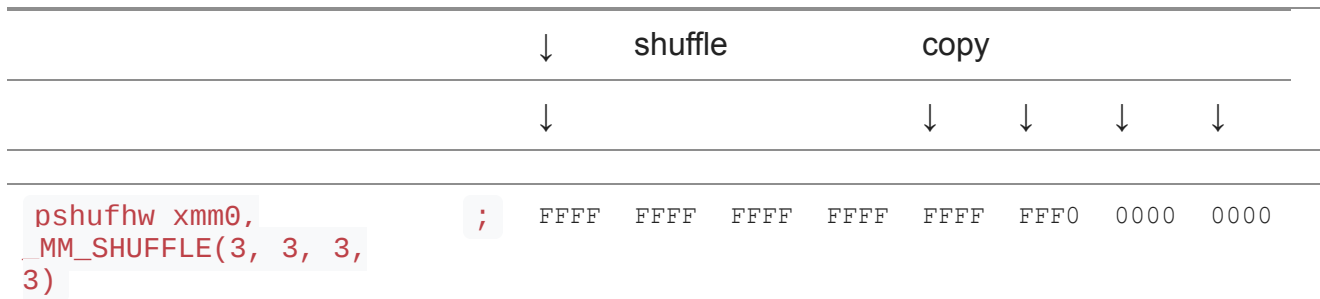 ↓ shuffle copy
↓ ↓ ↓ ↓ ↓
pshufhw xmm0, ; FFFF FFFF FFFF FFFF FFFF FFF0 0000 0000
_MM_SHUFFLE(3, 3, 3,
3)